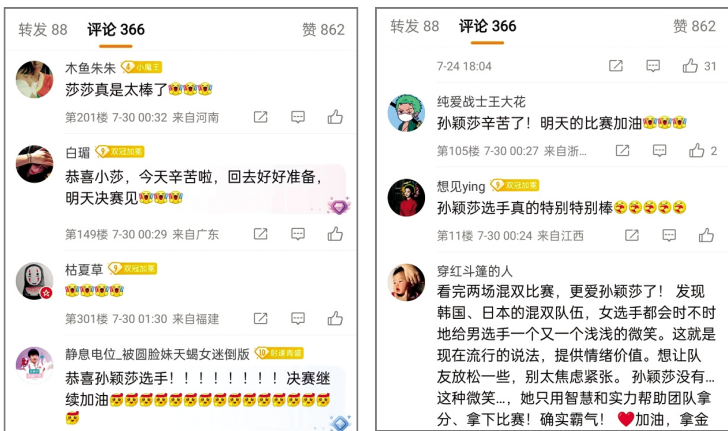 转发 88 评论 366 赞 862
木鱼朱朱 小魔王
莎莎真是太棒了
第201楼 7-30 00:32 来自河南
白瑂 9 双冠加冕
恭喜小莎，今天辛苦啦，回去好好准备，
明天决赛见
第149楼 7-30 00:29 来自广东
枯夏草 9 双冠加冕
第301楼 7-30 01:30 来自福建
静息电位_被圆脸妹天蝎女迷倒版 10
恭喜孙颖莎选手！！！！！！！！！决赛继
续加油
转发 88 评论 366 赞 862
7-24 18:04 31
纯爱战士王大花
孙颖莎辛苦了！明天的比赛加油
第105楼 7-30 00:27 来自浙... 2
想见ying 9 双冠加冕
孙颖莎选手真的特别特别棒
第11楼 7-30 00:24 来自江西
穿红斗篷的人
看完两场混双比赛，更爱孙颖莎了！ 发现
韩国、日本的混双队伍，女选手都会时不时
地给男选手一个又一个浅浅的微笑。这就是
现在流行的说法，提供情绪价值。想让队
友放松一些，别太焦虑紧张。 孙颖莎没有...
这种微笑...，她只用智慧和实力帮助团队拿
分、拿下比赛！确实霸气！ 加油，拿金